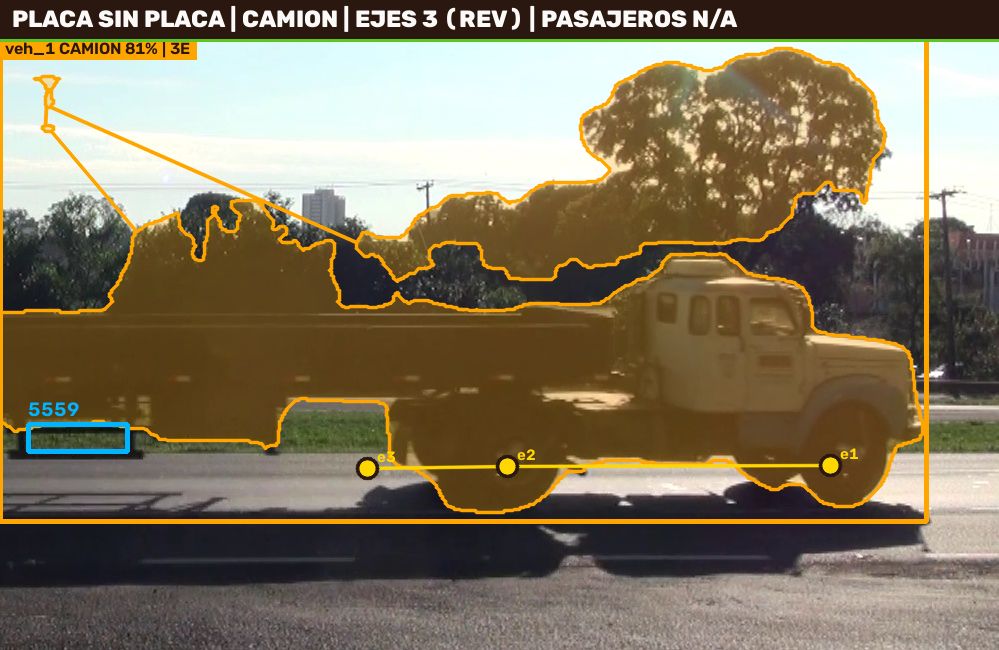 PLACA SIN PLACA | CAMION | EJES 3 (REV) | PASAJEROS N/A
veh_1 CAMION 81% | 3E
5559
e3
e2
e1